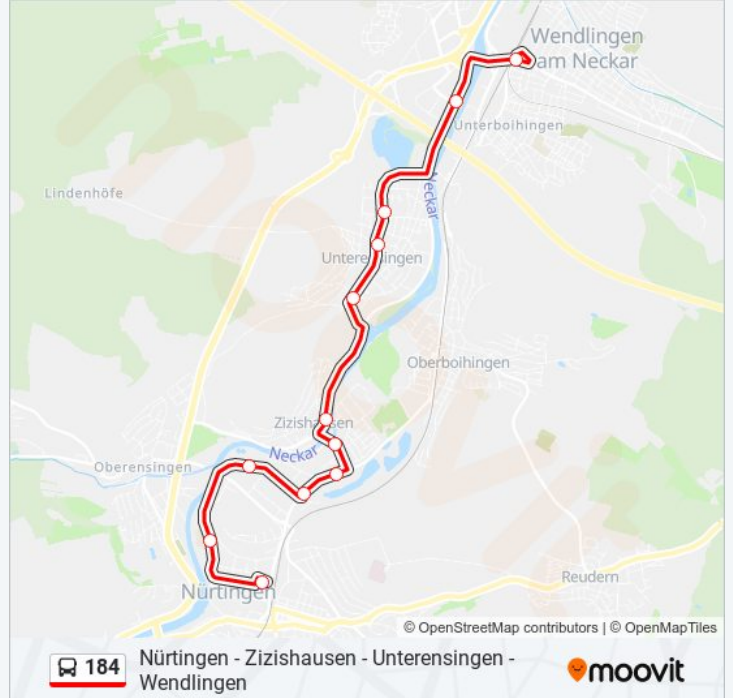 Wendlingen
am Neckar
Unterboihingen
Lindenhöfe
Neckar
Unterensingen
Oberboihingen
Zizishausen
Neckar
Oberensingen
Reudern
Nürtingen
© OpenStreetMap contributors | © OpenMapTiles
184
Nürtingen - Zizishausen - Unterensingen -
Wendlingen
moovit